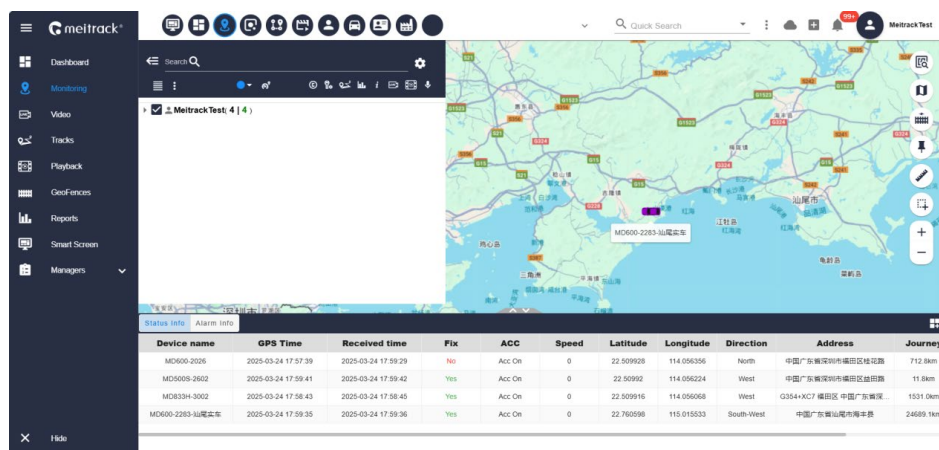 meitrack®
Quick Search
99+
MeitrackTest
Dashboard
Monitoring
Video
Tracks
Playback
GeoFences
Reports
Smart Screen
Managers
Hide
Search
MeitrackTest( 4 | 4 )
MD600-2283-汕尾实车
汕尾市
江牡岛
龟龄岛
三角洲
Status Info
Alarm Info
Device name GPS Time Received time Fix ACC Speed Latitude Longitude Direction Address Journey
MD600-2026 2025-03-24 17:57:39 2025-03-24 17:59:29 No Acc On 0 22.509928 114.056356 North 中国广东省深圳市福田区桂花路 712.8km
MD500S-2602 2025-03-24 17:59:41 2025-03-24 17:59:42 Yes Acc On 0 22.50992 114.056224 West 中国广东省深圳市福田区益田路 11.8km
MD833H-3002 2025-03-24 17:58:43 2025-03-24 17:58:45 Yes Acc On 0 22.509916 114.056068 West G354+XC7 福田区 中国广东省深... 1531.0km
MD600-2283-汕尾实车 2025-03-24 17:59:35 2025-03-24 17:59:36 Yes Acc On 0 22.760598 115.015533 South-West 中国广东省汕尾市海丰县 24689.1km